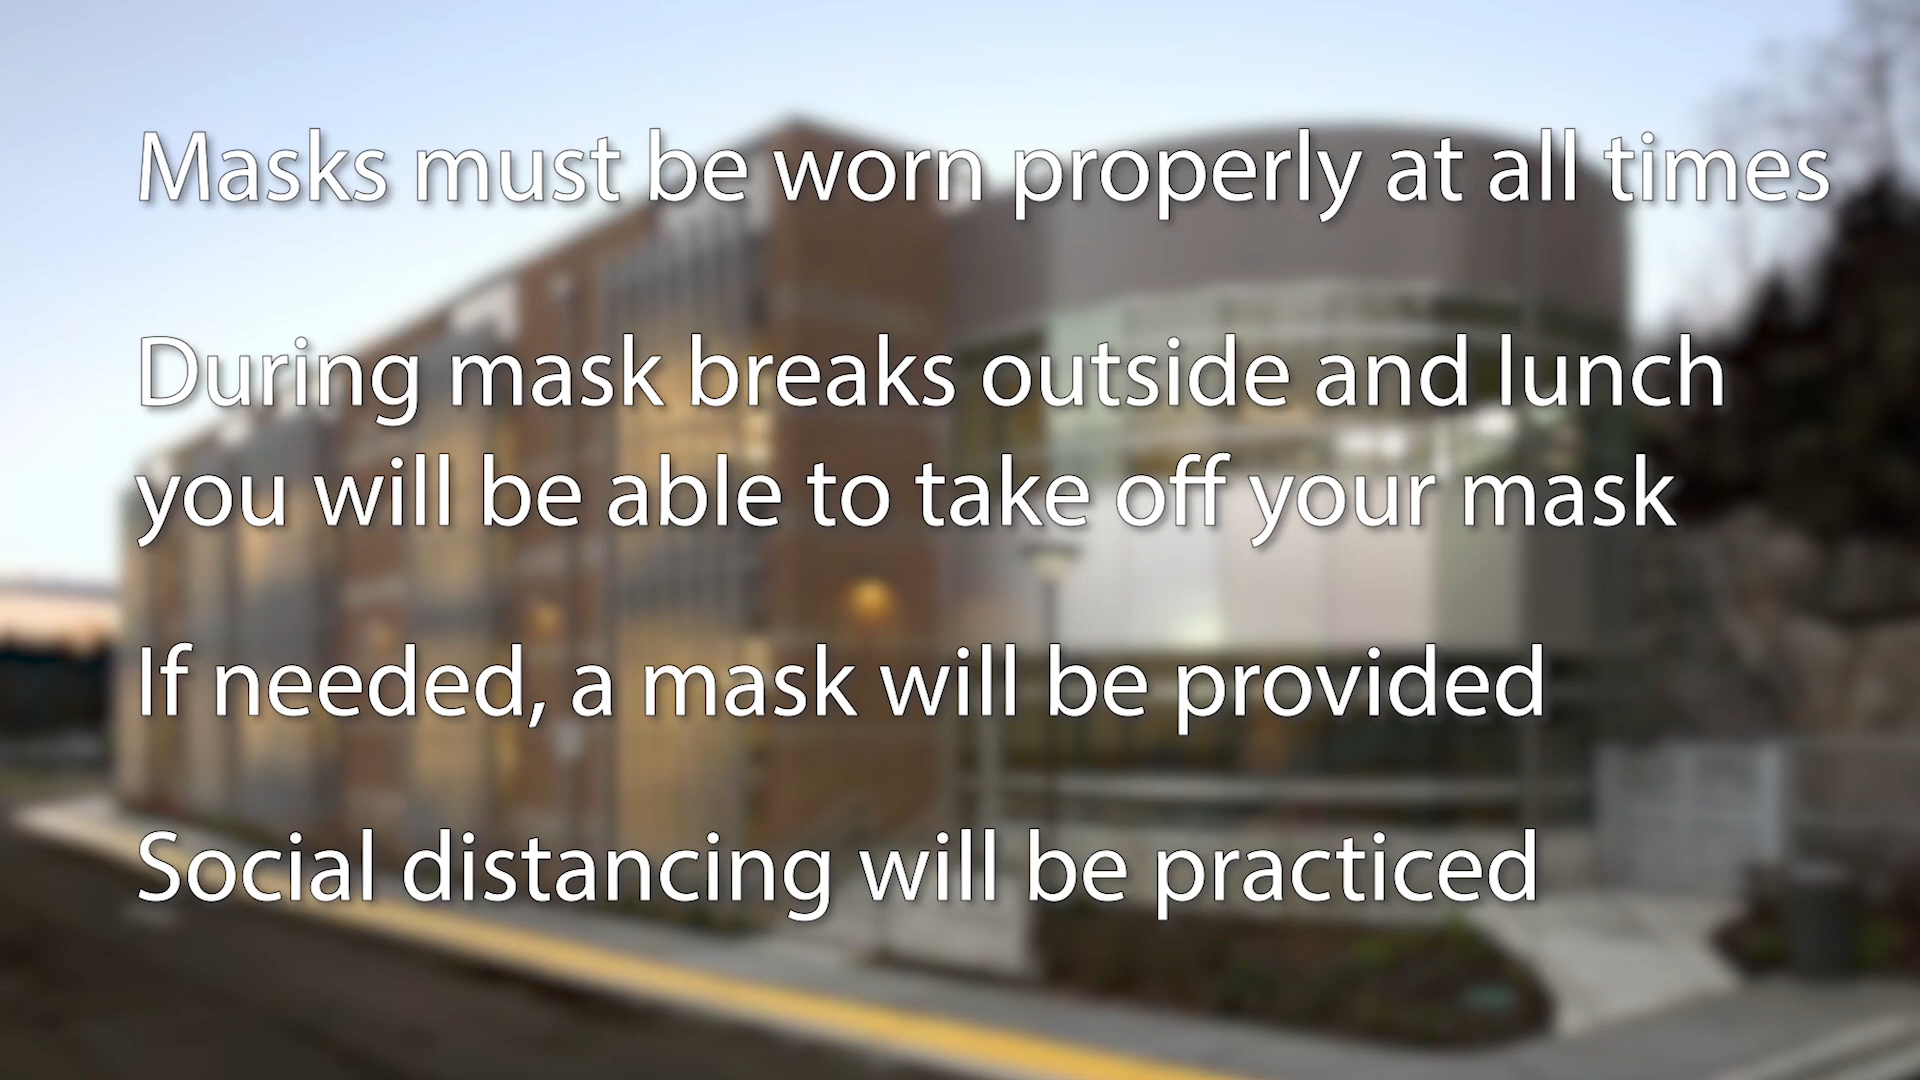 Masks must be worn properly at all times
During mask breaks outside and lunch
you will be able to take off your mask
If needed, a mask will be provided
Social distancing will be practiced